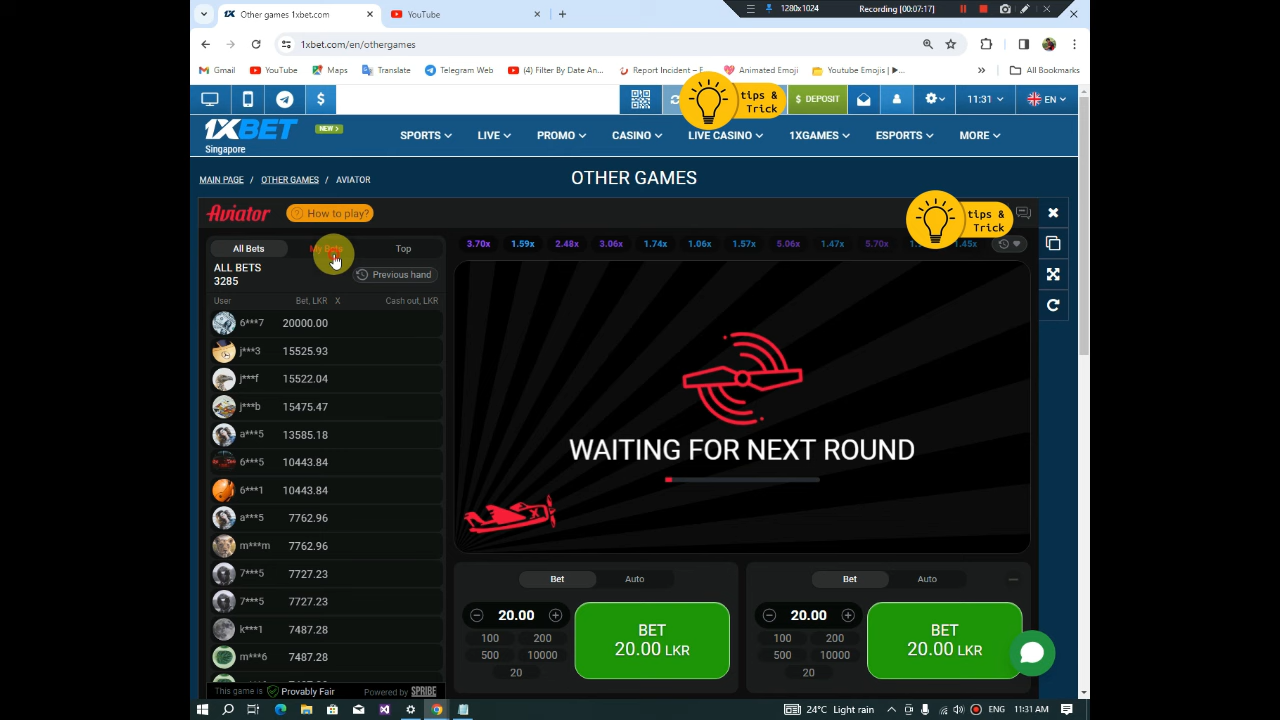 Other games 1xbet.com
YouTube
1280x1024
Recording (00:07:17)
1xbet.com/en/othergames
Gmail
YouTube
Maps
Translate
Telegram Web
(4) Filter By Date An...
Report Incident – F...
Animated Emoji
Youtube Emojis | ▶...
All Bookmarks
$
tips &
Trick
$ DEPOSIT
11:31
EN
1XBET
NEW >
Singapore
SPORTS
LIVE
PROMO
CASINO
LIVE CASINO
1XGAMES
ESPORTS
MORE
MAIN PAGE / OTHER GAMES / AVIATOR
OTHER GAMES
Aviator
? How to play?
tips &
Trick
All Bets
My Bets
Top
3.70x 1.59x 2.48x 3.06x 1.74x 1.06x 1.57x 5.06x 1.47x 5.70x
ALL BETS
3285
Previous hand
User Bet, LKR X Cash out, LKR
6***7 20000.00
j***3 15525.93
j***f 15522.04
j***b 15475.47
a***5 13585.18
6***5 10443.84
6***1 10443.84
a***5 7762.96
m***m 7762.96
7***5 7727.23
7***5 7727.23
k***1 7487.28
m***6 7487.28
WAITING FOR NEXT ROUND
Bet Auto
20.00
100 200
500 10000
20
BET
20.00 LKR
Bet Auto
20.00
100 200
500 10000
20
BET
20.00 LKR
This game is Provably Fair
Powered by SPRIBE
24°C Light rain
ENG
11:31 AM